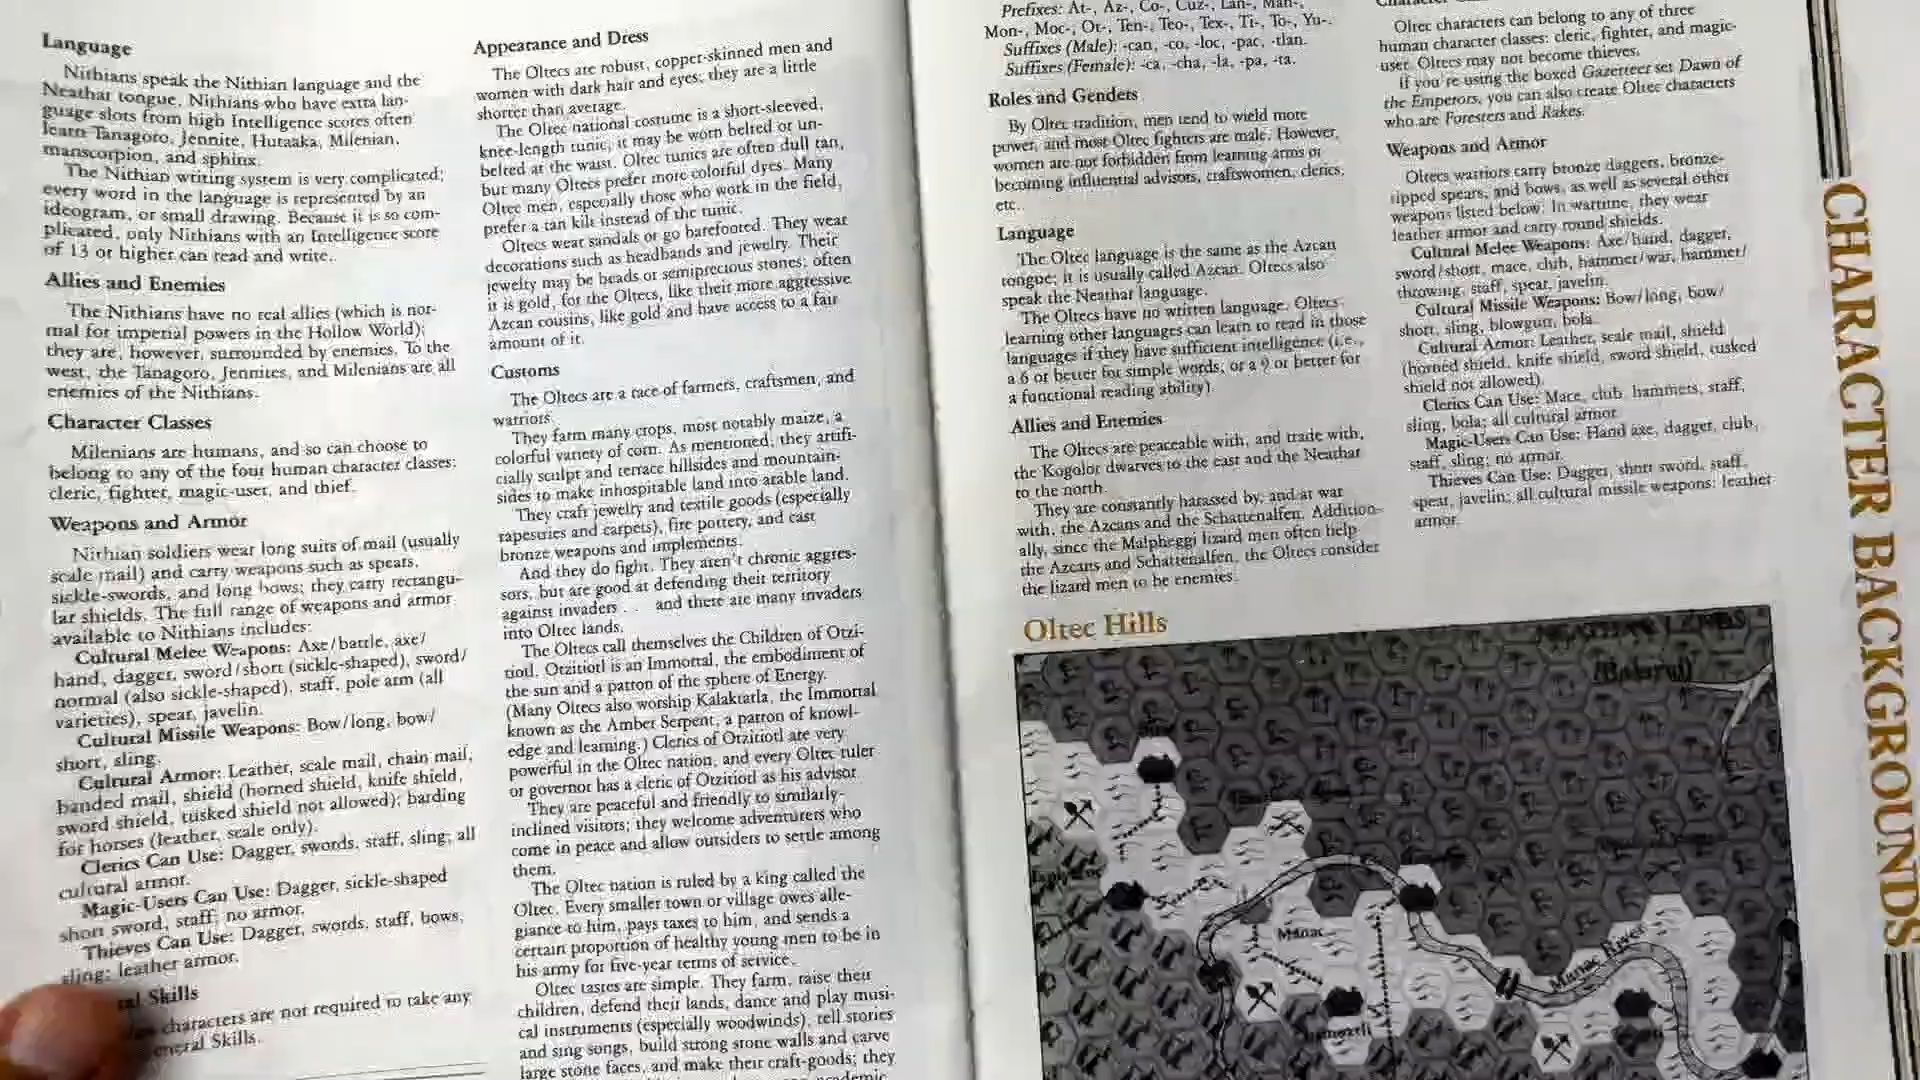 Language
Nithians speak the Nithian language and the
Neathar tongue. Nithians who have extra lan-
guage slots from high Intelligence scores often
learn Tanagoro, Jennite, Hutaaka, Milenian,
manscorpion, and sphinx.
The Nithian writing system is very complicated;
every word in the language is represented by an
ideogram, or small drawing. Because it is so com-
plicated, only Nithians with an Intelligence score
of 13 or higher can read and write.
Allies and Enemies
The Nithians have no real allies (which is nor-
mal for imperial powers in the Hollow World);
they are, however, surrounded by enemies. To the
west, the Tanagoro, Jennites, and Milenians are all
enemies of the Nithians.
Character Classes
Milenians are humans, and so can choose to
belong to any of the four human character classes:
cleric, fighter, magic-user, and thief.
Weapons and Armor
Nithian soldiers wear long suits of mail (usually
scale mail) and carry weapons such as spears,
sickle-swords, and long bows; they carry rectangu-
lar shields. The full range of weapons and armor
available to Nithians includes:
Cultural Melee Weapons: Axe/battle, axe/
hand, dagger, sword/short (sickle-shaped), sword/
normal (also sickle-shaped), staff, pole arm (all
varieties), spear, javelin.
Cultural Missile Weapons: Bow/long, bow/
short, sling.
Cultural Armor: Leather, scale mail, chain mail,
banded mail, shield (horned shield, knife shield,
sword shield, tusked shield not allowed); barding
for horses (leather, scale only).
Clerics Can Use: Dagger, swords, staff, sling; all
cultural armor.
Magic-Users Can Use: Dagger, sickle-shaped
short sword, staff; no armor.
Thieves Can Use: Dagger, swords, staff, bows,
sling; leather armor.
Skills
characters are not required to take any
Skills.
Appearance and Dress
The Oltecs are robust, copper-skinned men and
women with dark hair and eyes; they are a little
shorter than average.
The Oltec national costume is a short-sleeved,
knee-length tunic; it may be worn belted or un-
belted at the waist. Oltec tunics are often dull tan,
but many Oltecs prefer more colorful dyes. Many
Oltec men, especially those who work in the field,
prefer a tan kilt instead of the tunic.
Oltecs wear sandals or go barefooted. They wear
decorations such as headbands and jewelry. Their
jewelry may be beads or semiprecious stones; often
it is gold, for the Oltecs, like their more aggressive
Azcan cousins, like gold and have access to a fair
amount of it.
Customs
The Oltecs are a race of farmers, craftsmen, and
warriors.
They farm many crops, most notably maize, a
colorful variety of corn. As mentioned, they artifi-
cially sculpt and terrace hillsides and mountain-
sides to make inhospitable land into arable land.
They craft jewelry and textile goods (especially
tapestries and carpets), fire pottery, and cast
bronze weapons and implements.
And they do fight. They aren't chronic aggres-
sors, but are good at defending their territory
against invaders . . . and there are many invaders
into Oltec lands.
The Oltecs call themselves the Children of Otzi-
tiotl. Otzitiotl is an Immortal, the embodiment of
the sun and a patron of the sphere of Energy.
(Many Oltecs also worship Kalaktatla, the Immortal
known as the Amber Serpent, a patron of knowl-
edge and learning.) Clerics of Otzitiotl are very
powerful in the Oltec nation, and every Oltec ruler
or governor has a cleric of Otzitiotl as his advisor.
They are peaceful and friendly to similarly-
inclined visitors; they welcome adventurers who
come in peace and allow outsiders to settle among
them.
The Oltec nation is ruled by a king called the
Oltec. Every smaller town or village owes alle-
giance to him, pays taxes to him, and sends a
certain proportion of healthy young men to be in
his army for five-year terms of service.
Oltec tastes are simple. They farm, raise their
children, defend their lands, dance and play musi-
cal instruments (especially woodwinds), tell stories
and sing songs, build strong stone walls and carve
large stone faces, and make their craft-goods; they
Prefixes: At-, Az-, Co-, Cuz-, Lan-, Man-,
Mon-, Moc-, Ot-, Ten-, Teo-, Tex-, Ti-, To-, Yu-.
Suffixes (Male): -can, -co, -loc, -pac, -tlan.
Suffixes (Female): -ca, -cha, -la, -pa, -ta.
Roles and Genders
By Oltec tradition, men tend to wield more
power, and most Oltec fighters are male. However,
women are not forbidden from learning arms or
becoming influential advisors, craftswomen, clerics,
etc.
Language
The Oltec language is the same as the Azcan
tongue; it is usually called Azcan. Oltecs also
speak the Neathar language.
The Oltecs have no written language. Oltecs
learning other languages can learn to read in those
languages if they have sufficient intelligence (i.e.,
a 6 or better for simple words, or a 9 or better for
a functional reading ability).
Allies and Enemies
The Oltecs are peaceable with, and trade with,
the Kogolor dwarves to the east and the Neathar
to the north.
They are constantly harassed by, and at war
with, the Azcans and the Schattenalfen. Addition-
ally, since the Malpheggi lizard men often help
the Azcans and Schattenalfen, the Oltecs consider
the lizard men to be enemies.
Oltec Hills
Manac
Manac River
Oltec characters can belong to any of three
human character classes: cleric, fighter, and magic-
user. Oltecs may not become thieves.
If you're using the boxed Gazetteer set Dawn of
the Emperors, you can also create Oltec characters
who are Foresters and Rakes.
Weapons and Armor
Oltecs warriors carry bronze daggers, bronze-
tipped spears, and bows, as well as several other
weapons listed below. In wartime, they wear
leather armor and carry round shields.
Cultural Melee Weapons: Axe/hand, dagger,
sword/short, mace, club, hammer/war, hammer/
throwing, staff, spear, javelin.
Cultural Missile Weapons: Bow/long, bow/
short, sling, blowgun, bola.
Cultural Armor: Leather, scale mail, shield
(horned shield, knife shield, sword shield, tusked
shield not allowed).
Clerics Can Use: Mace, club, hammers, staff,
sling, bola; all cultural armor.
Magic-Users Can Use: Hand axe, dagger, club,
staff, sling; no armor.
Thieves Can Use: Dagger, short sword, staff,
spear, javelin; all cultural missile weapons; leather
armor.
CHARACTER BACKGROUNDS